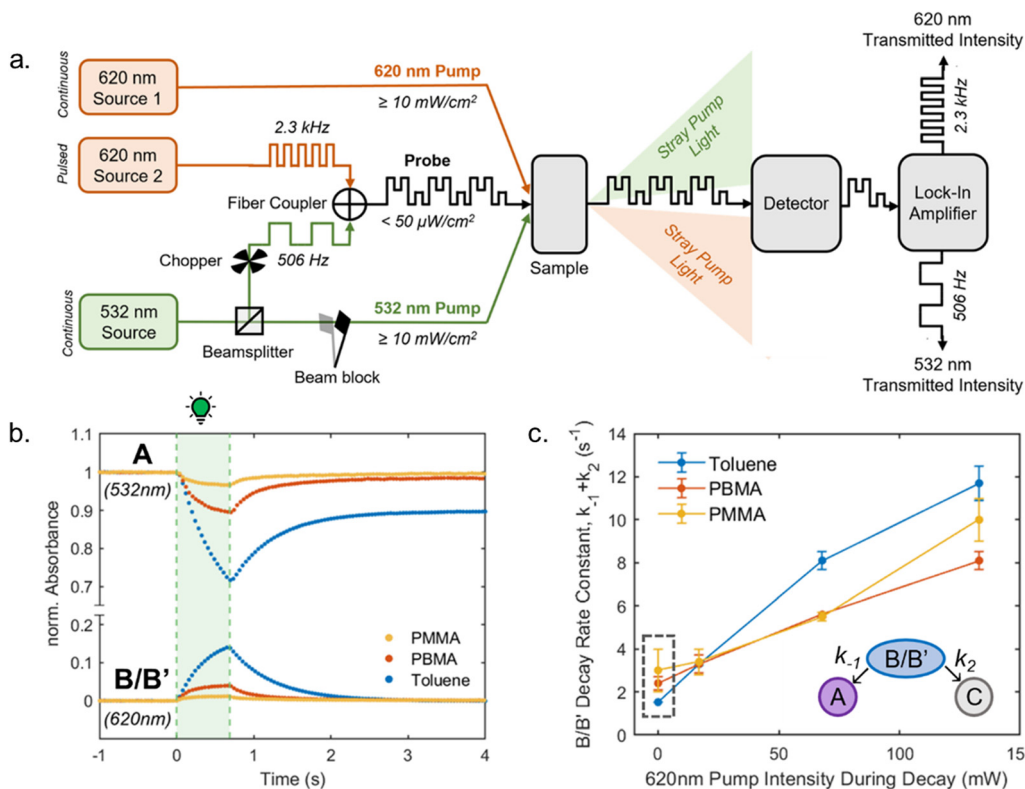 a.
Continuous
620 nm
Source 1
620 nm Pump
≥ 10 mW/cm²
Pulsed
620 nm
Source 2
2.3 kHz
Fiber Coupler
Probe
< 50 µW/cm²
Chopper
506 Hz
Continuous
532 nm
Source
Beamsplitter
Beam block
532 nm Pump
≥ 10 mW/cm²
Sample
Stray Pump
Light
Stray Pump
Light
Detector
620 nm
Transmitted Intensity
2.3 kHz
Lock-In
Amplifier
506 Hz
532 nm
Transmitted Intensity
b.
norm. Absorbance
1.1
1
0.9
0.8
0.7
0.2
0.1
0
A
(532nm)
B/B'
(620nm)
PMMA
PBMA
Toluene
-1
0
1
2
3
4
Time (s)
c.
B/B' Decay Rate Constant, k₋₁+k₂ (s⁻¹)
14
12
10
8
6
4
2
0
Toluene
PBMA
PMMA
B/B'
k₋₁
k₂
A
C
0
50
100
15
620nm Pump Intensity During Decay (mW)